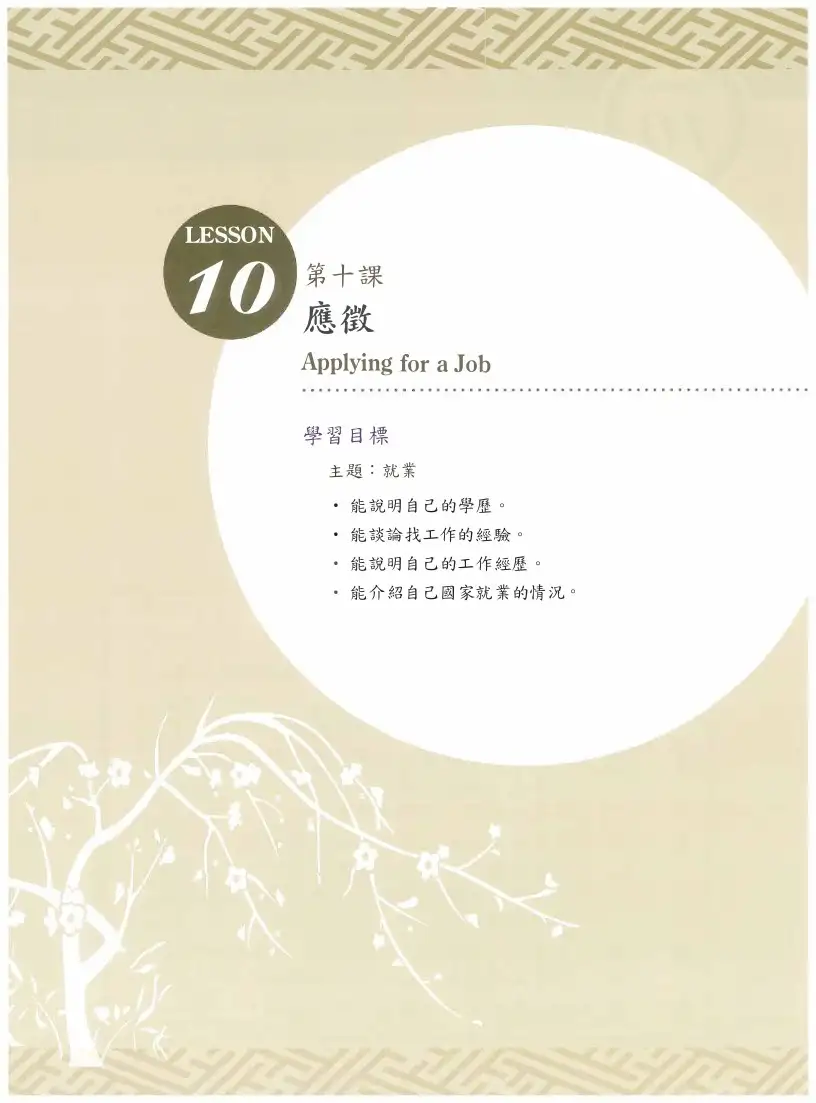 LESSON
10
第十課
應徵
Applying for a Job
學習目標
主題：就業
• 能說明自己的學歷。
• 能談論找工作的經驗。
• 能說明自己的工作經歷。
• 能介紹自己國家就業的情況。